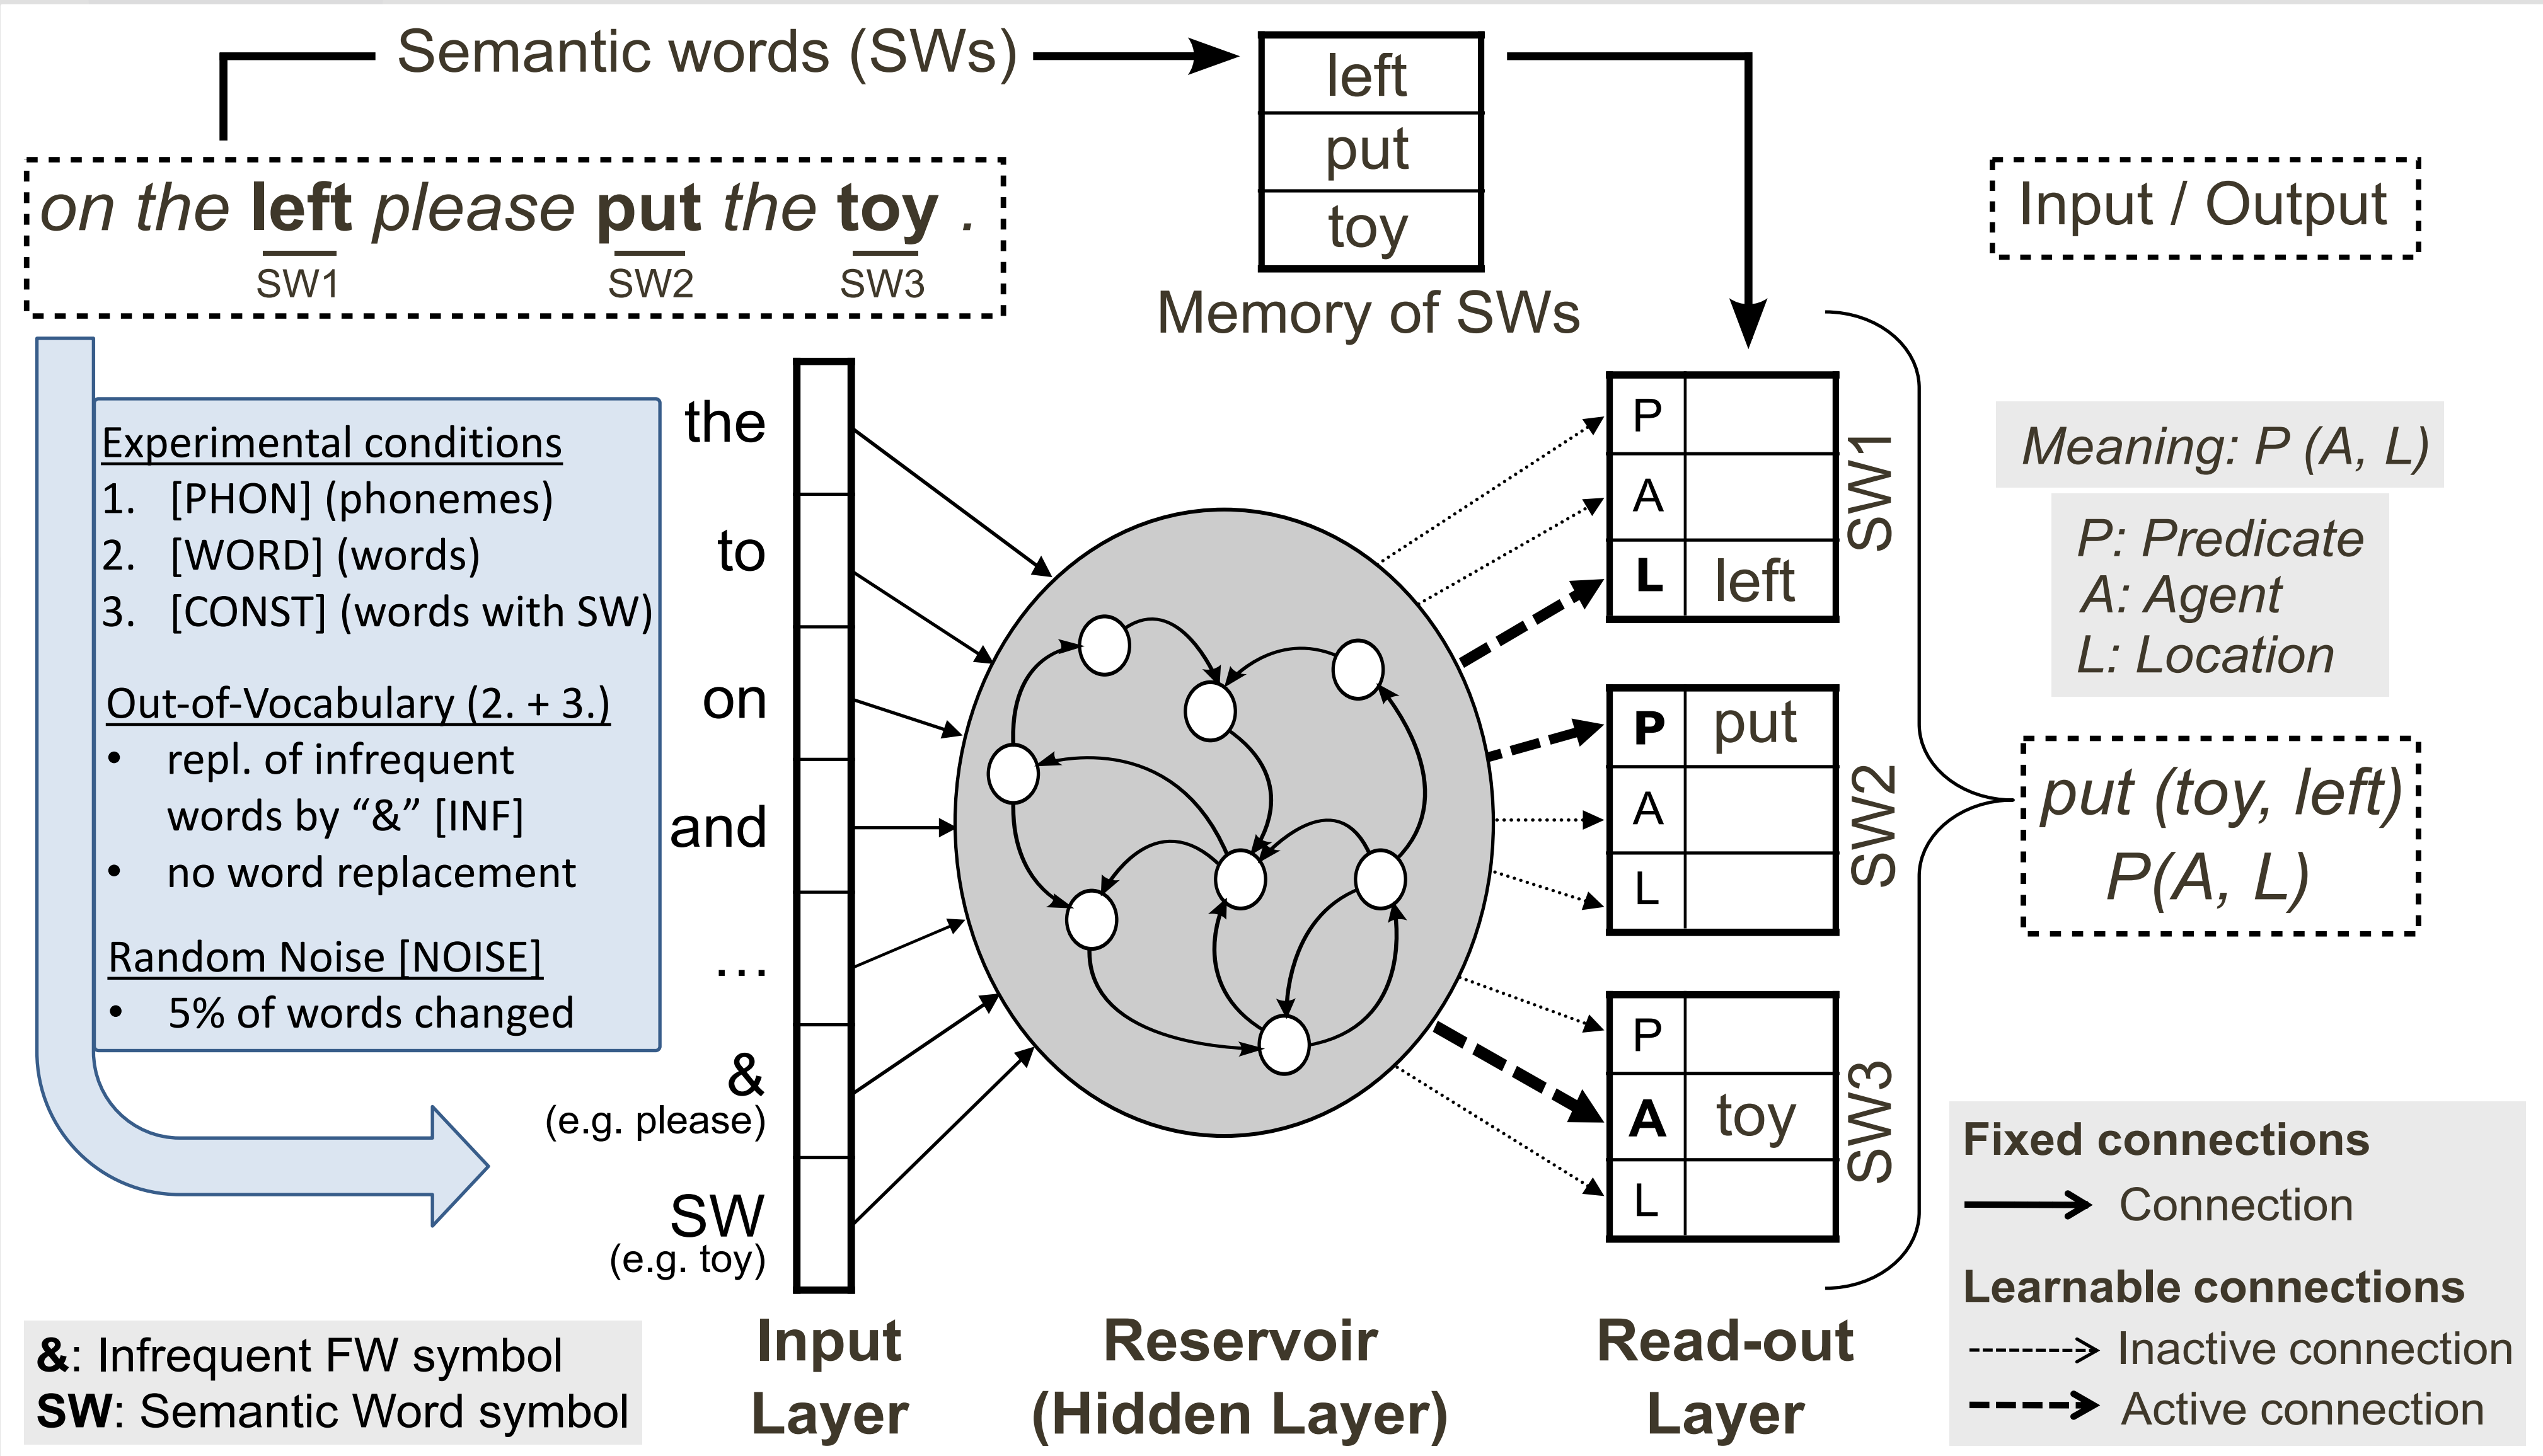 Semantic words (SWs)
left
put
toy
Memory of SWs
on the left please put the toy .
SW1 SW2 SW3
Input / Output
Experimental conditions
1. [PHON] (phonemes)
2. [WORD] (words)
3. [CONST] (words with SW)
Out-of-Vocabulary (2. + 3.)
• repl. of infrequent
words by “&” [INF]
• no word replacement
Random Noise [NOISE]
• 5% of words changed
the
to
on
and
...
&
(e.g. please)
SW
(e.g. toy)
Input
Layer
Reservoir
(Hidden Layer)
P
A
L left
SW1
P put
A
L
SW2
P
A toy
L
SW3
Read-out
Layer
Meaning: P (A, L)
P: Predicate
A: Agent
L: Location
put (toy, left)
P(A, L)
Fixed connections
Connection
Learnable connections
Inactive connection
Active connection
&: Infrequent FW symbol
SW: Semantic Word symbol